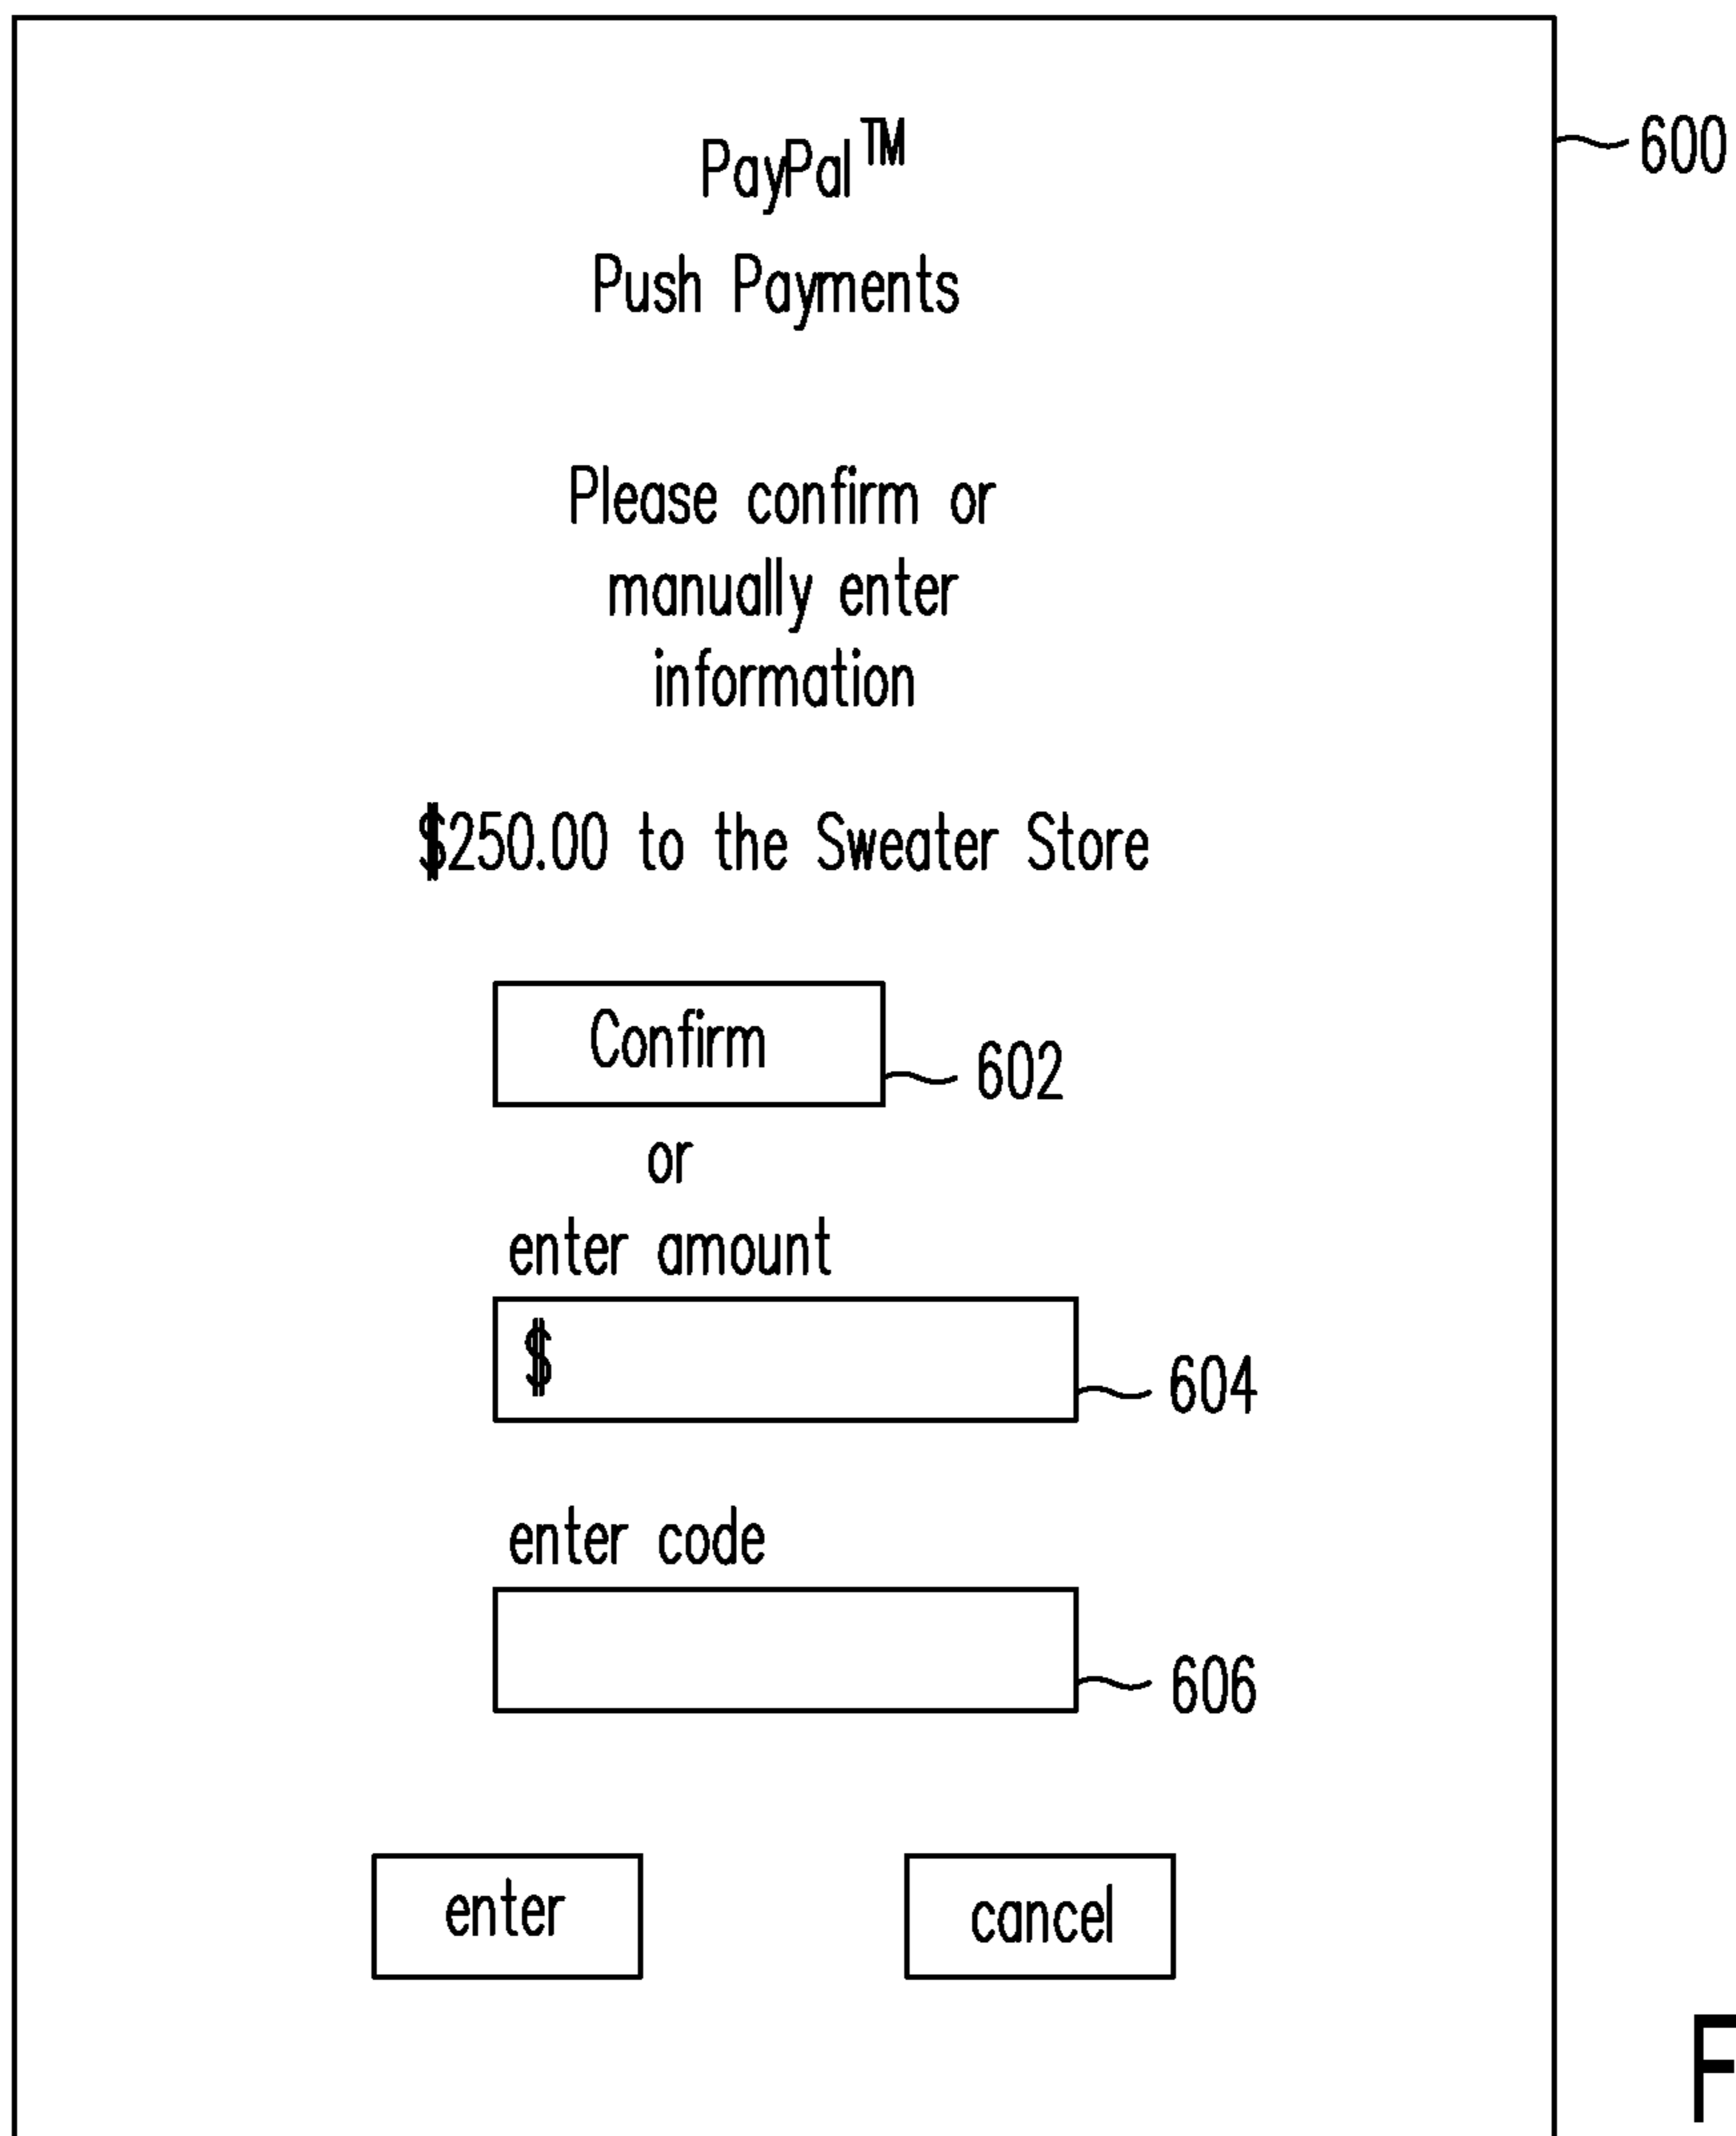 PayPal™
600
Push Payments
Please confirm or
manually enter
information
$250.00 to the Sweater Store
Confirm
602
or
enter amount
$
604
enter code
606
enter
cancel
F